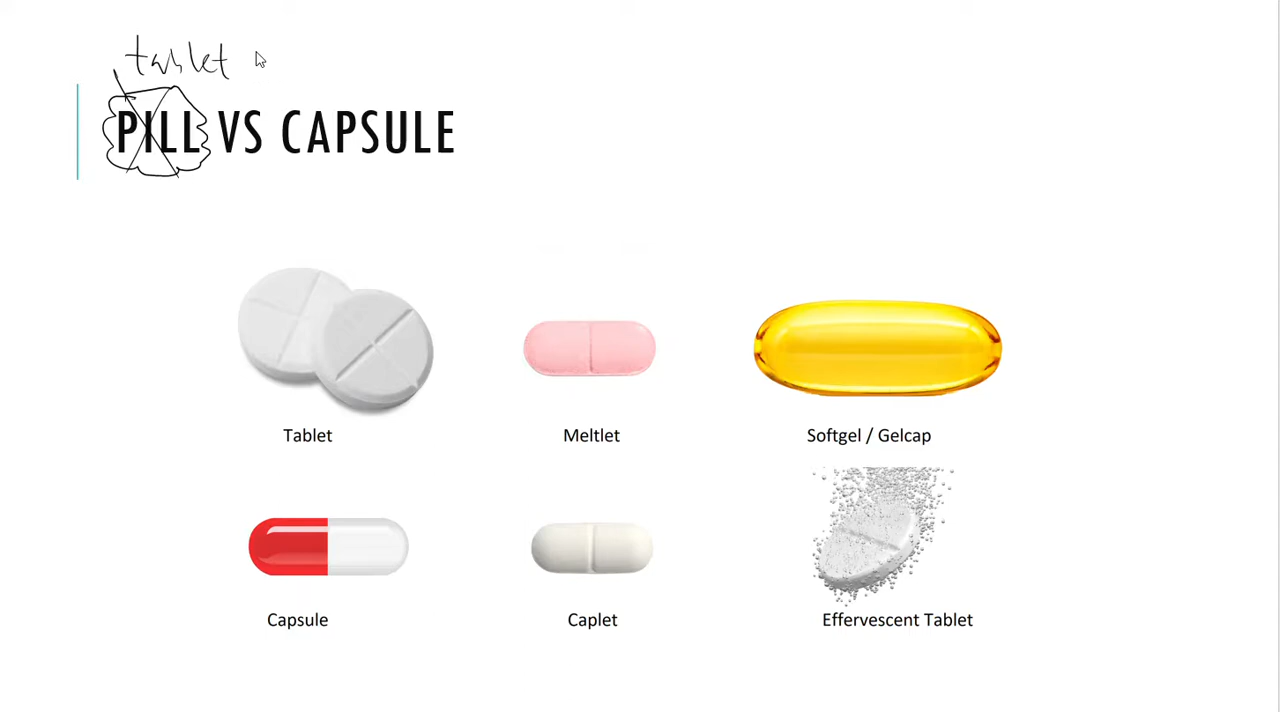 tablet
PILL VS CAPSULE
Tablet
Meltlet
Softgel / Gelcap
Capsule
Caplet
Effervescent Tablet